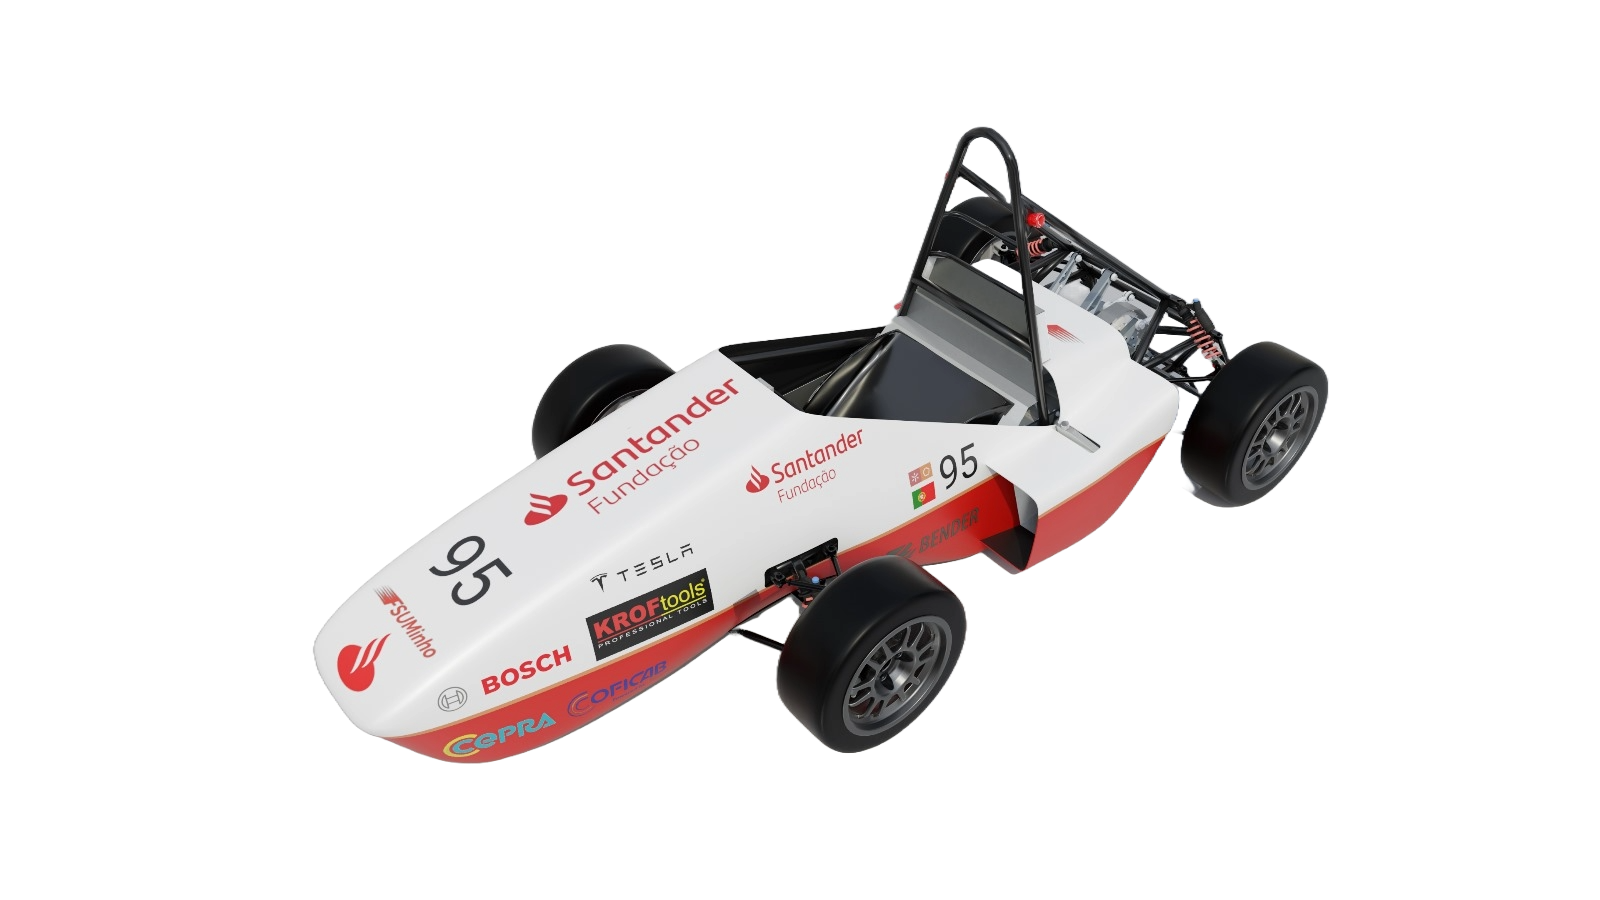 Santander
Fundação
Santander
Fundação
95
95
TESLA
KROFtools®
PROFESSIONAL TOOLS
FSUMinho
BOSCH
BENDER
COFICAB
CEPRA